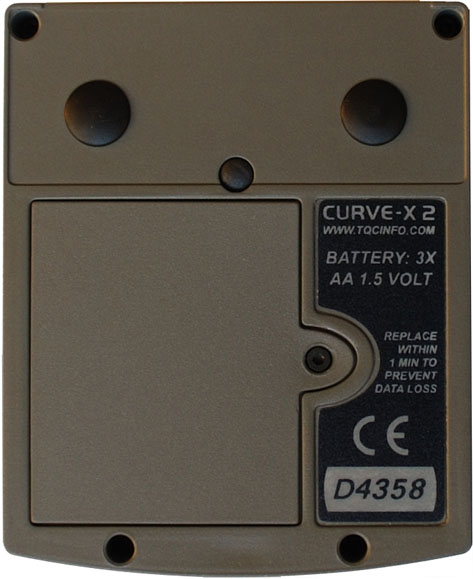 CURVE-X 2
WWW.TQCINFO.COM
BATTERY: 3X
AA 1.5 VOLT
REPLACE
WITHIN
1 MIN TO
PREVENT
DATA LOSS
CE
D4358